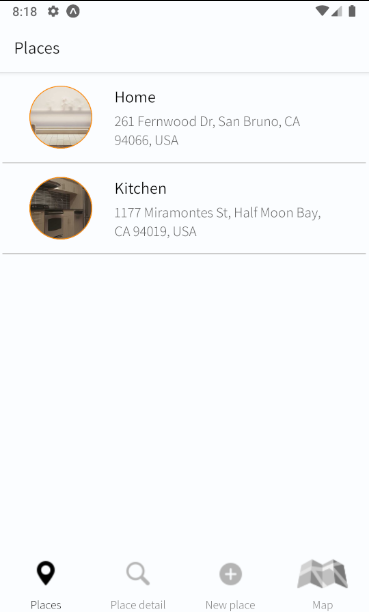 8:18
Places
Home
261 Fernwood Dr, San Bruno, CA
94066, USA
Kitchen
1177 Miramontes St, Half Moon Bay,
CA 94019, USA
Places
Place detail
New place
Map